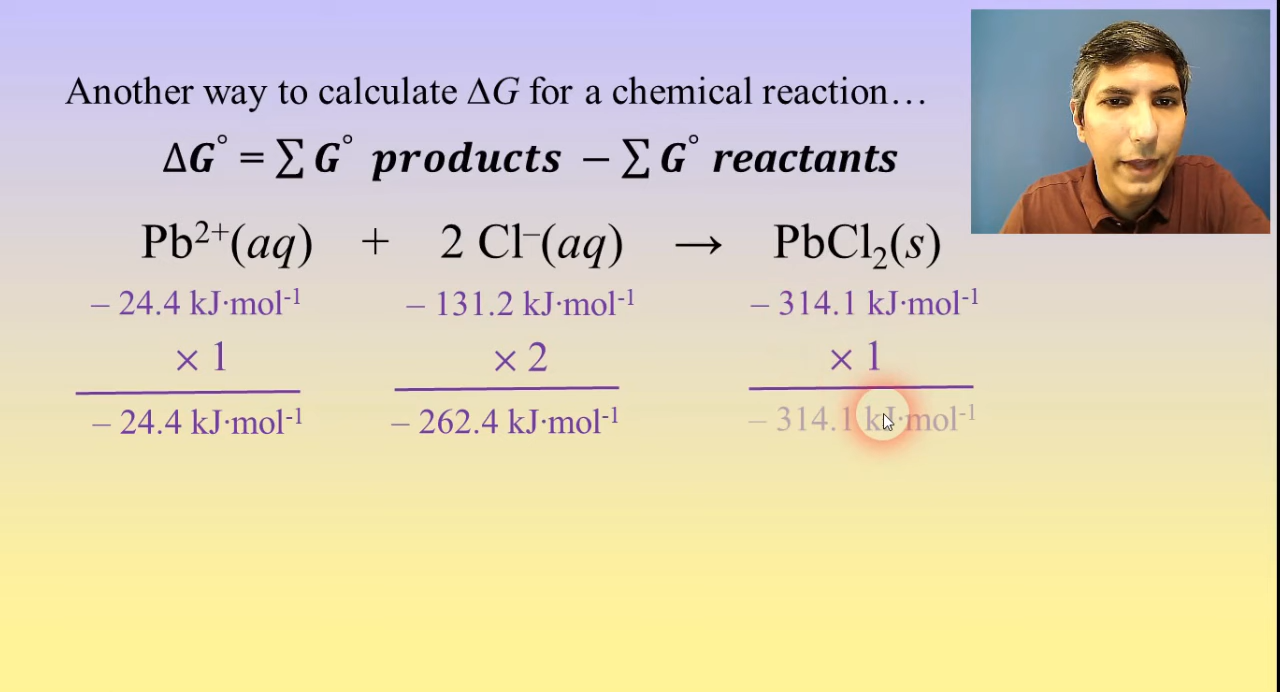 Another way to calculate ΔG for a chemical reaction…
ΔG° = ∑ G° products − ∑ G° reactants
Pb²⁺(aq) + 2 Cl⁻(aq) → PbCl₂(s)
– 24.4 kJ·mol⁻¹ – 131.2 kJ·mol⁻¹ – 314.1 kJ·mol⁻¹
× 1 × 2 × 1
– 24.4 kJ·mol⁻¹ – 262.4 kJ·mol⁻¹ – 314.1 kJ·mol⁻¹